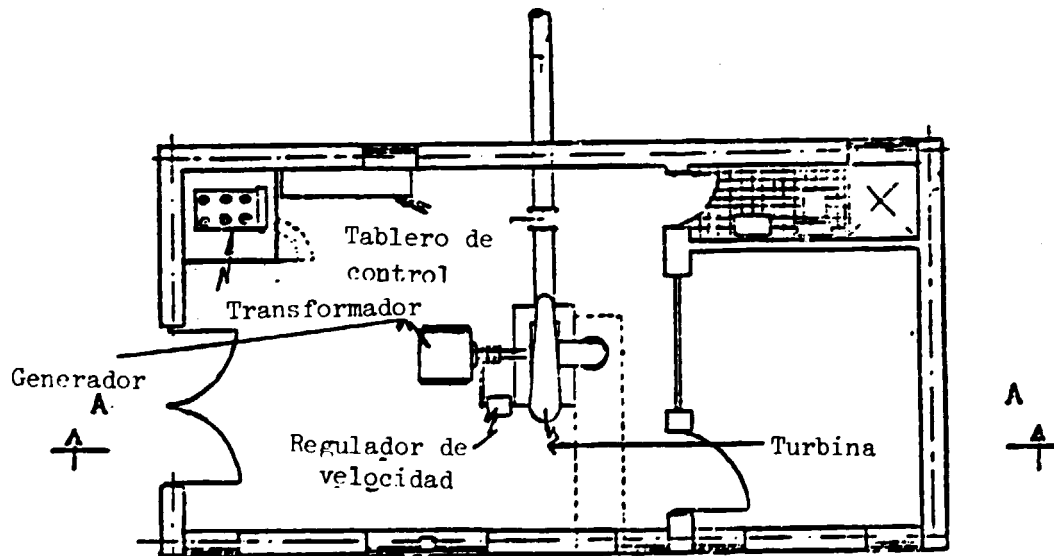 Tablero de
control
Transformador
Generador
A
A
A
A
Regulador de
velocidad
Turbina